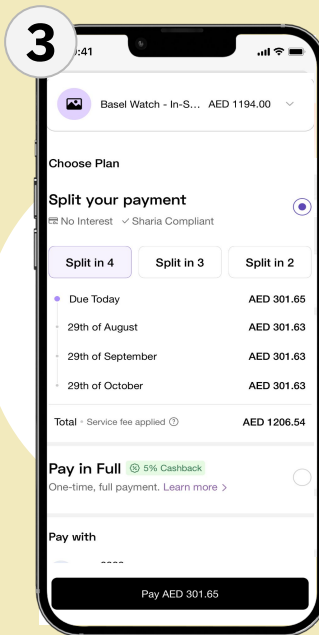 3
:41
Basel Watch - In-S... AED 1194.00
Choose Plan
Split your payment
No Interest ✓ Sharia Compliant
Split in 4 Split in 3 Split in 2
Due Today AED 301.65
29th of August AED 301.63
29th of September AED 301.63
29th of October AED 301.63
Total • Service fee applied ? AED 1206.54
Pay in Full 5% Cashback
One-time, full payment. Learn more >
Pay with
Pay AED 301.65